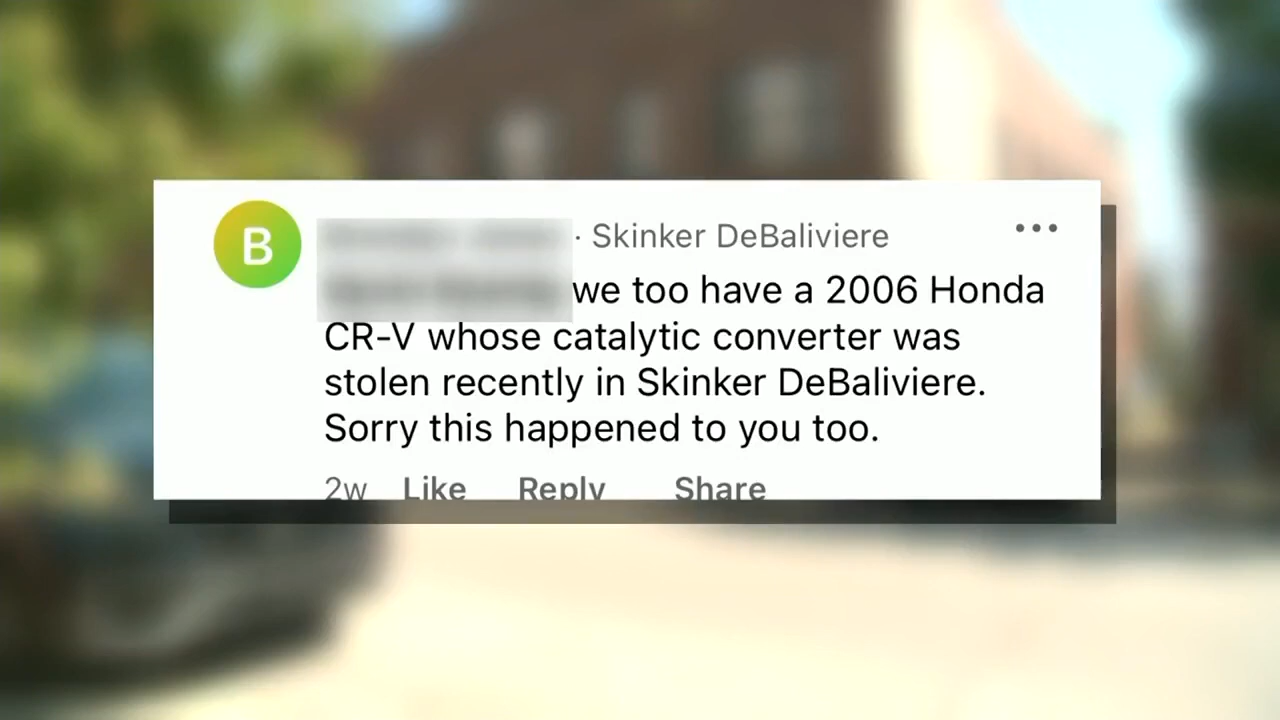 B
· Skinker DeBaliviere
we too have a 2006 Honda
CR-V whose catalytic converter was
stolen recently in Skinker DeBaliviere.
Sorry this happened to you too.
2w Like Reply Share